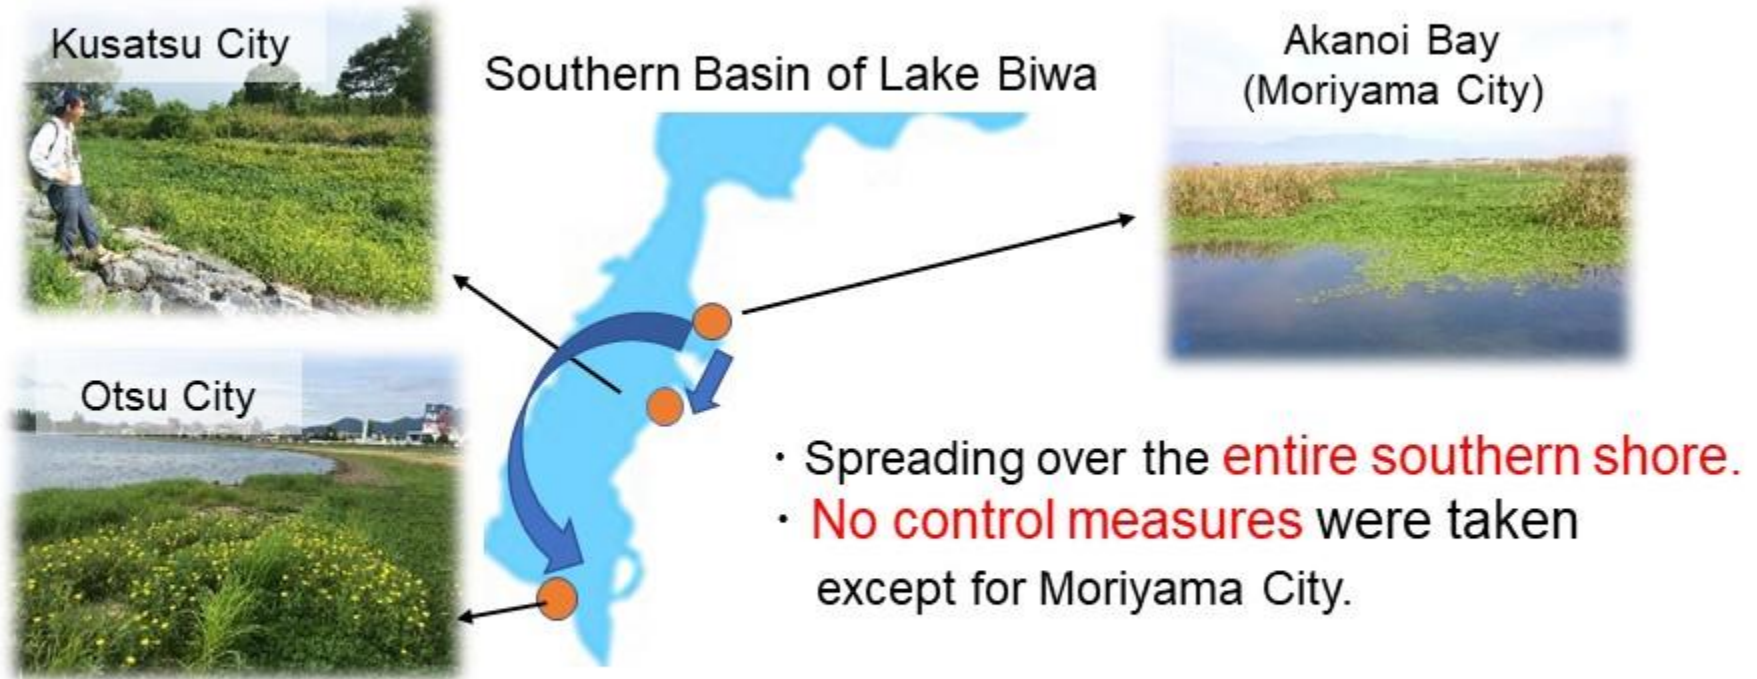 Kusatsu City
Southern Basin of Lake Biwa
Akanoi Bay
(Moriyama City)
Otsu City
・Spreading over the entire southern shore.
・No control measures were taken
except for Moriyama City.